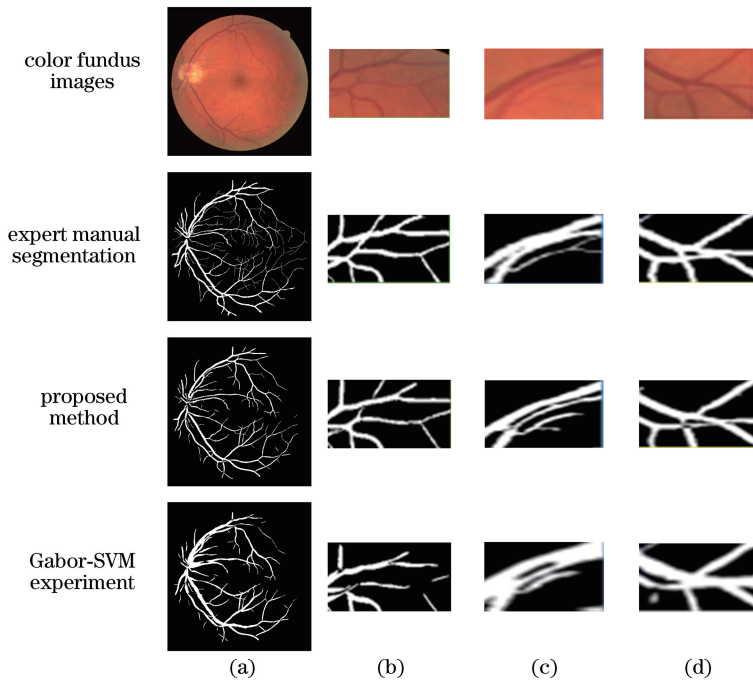 color fundus
images
expert manual
segmentation
proposed
method
Gabor-SVM
experiment
(a)
(b)
(c)
(d)